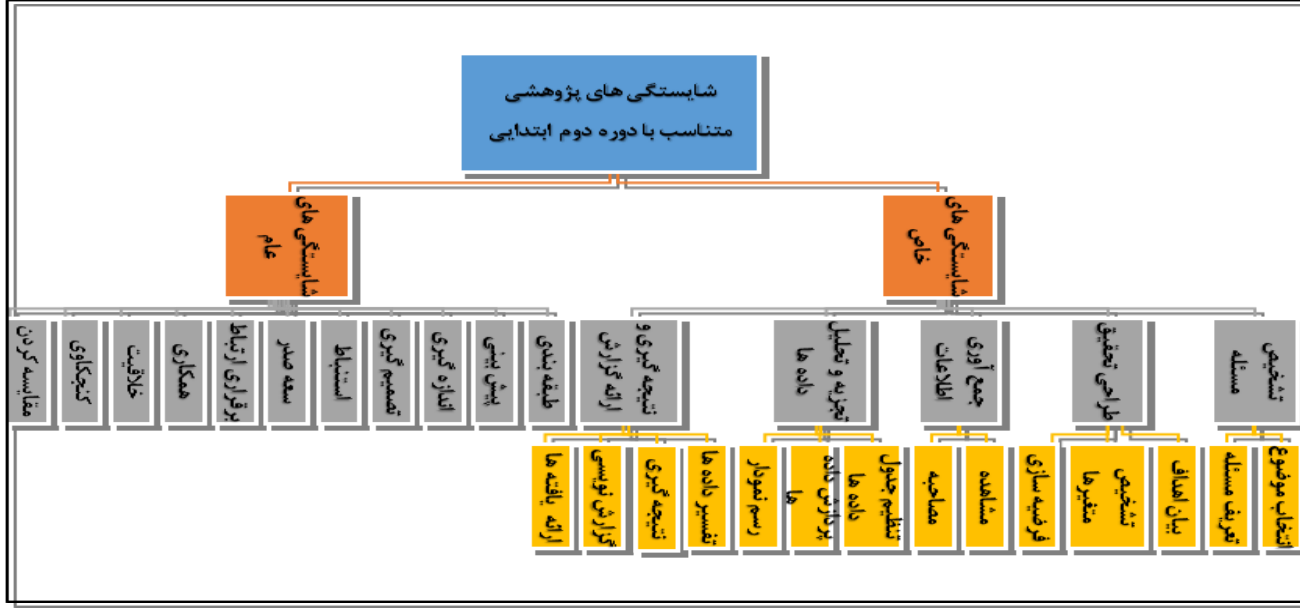 شایستگی های پژوهشی
متناسب با دوره دوم ابتدایی
شایستگی های
خاص
شایستگی های
عام
تشخیص
مسئله
طراحی تحقیق
جمع آوری
اطلاعات
تجزیه و تحلیل
داده ها
نتیجه گیری و
ارائه گزارش
طبقه بندی
پیش بینی
اندازه گیری
تصمیم گیری
استنباط
سعه صدر
برقراری ارتباط
همکاری
خلاقیت
کنجکاوی
مقایسه کردن
انتخاب موضوع
تعریف مسئله
بیان اهداف
تشخیص
متغیرها
فرضیه سازی
مشاهده
مصاحبه
تنظیم جدول
داده ها
پردازش داده
ها
رسم نمودار
تفسیر داده ها
نتیجه گیری
گزارش نویسی
ارائه یافته ها